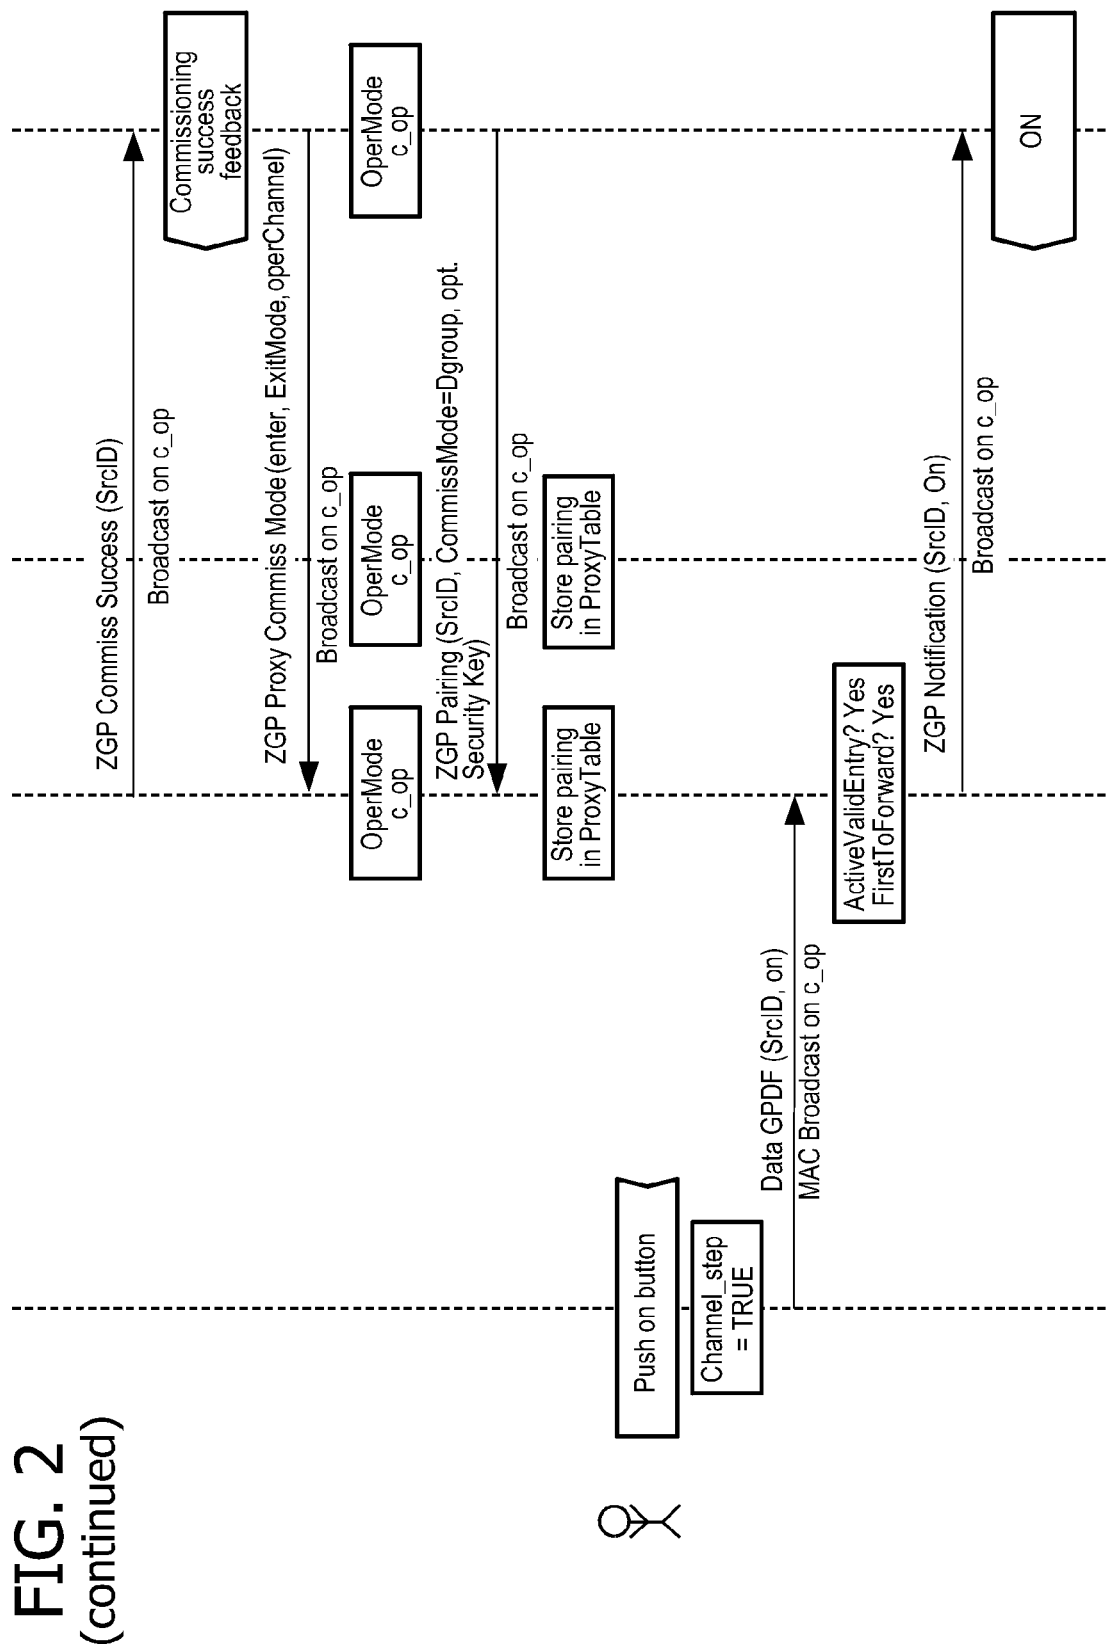 FIG. 2
(continued)
ZGP Commiss Success (SrcID)
Broadcast on c_op
Commissioning
success
feedback
ZGP Proxy Commiss Mode(enter, ExitMode, operChannel)
Broadcast on c_op
OperMode
c_op
OperMode
c_op
OperMode
c_op
ZGP Pairing (SrcID, CommissMode=Dgroup, opt.
Security Key)
Broadcast on c_op
Store pairing
in ProxyTable
Store pairing
in ProxyTable
Push on button
Channel_step
= TRUE
Data GPDF (SrcID, on)
MAC Broadcast on c_op
ActiveValidEntry? Yes
FirstToForward? Yes
ZGP Notification (SrcID, On)
Broadcast on c_op
ON